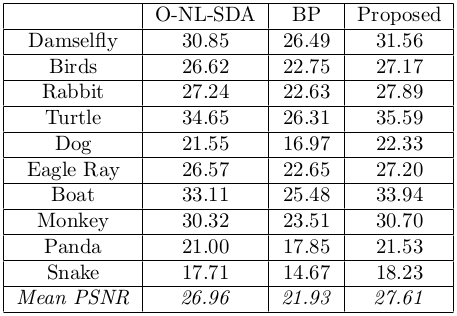 O-NL-SDA BP Proposed
Damselfly 30.85 26.49 31.56
Birds 26.62 22.75 27.17
Rabbit 27.24 22.63 27.89
Turtle 34.65 26.31 35.59
Dog 21.55 16.97 22.33
Eagle Ray 26.57 22.65 27.20
Boat 33.11 25.48 33.94
Monkey 30.32 23.51 30.70
Panda 21.00 17.85 21.53
Snake 17.71 14.67 18.23
Mean PSNR 26.96 21.93 27.61